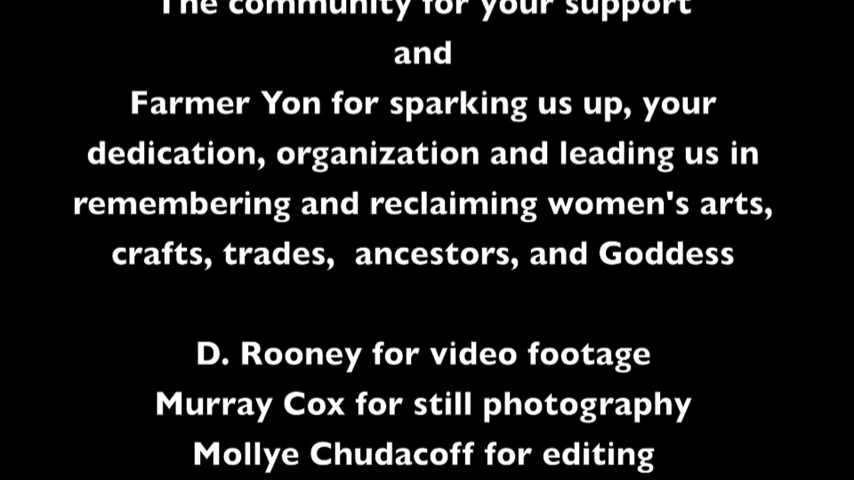 The community for your support
and
Farmer Yon for sparking us up, your
dedication, organization and leading us in
remembering and reclaiming women's arts,
crafts, trades,  ancestors, and Goddess
D. Rooney for video footage
Murray Cox for still photography
Mollye Chudacoff for editing